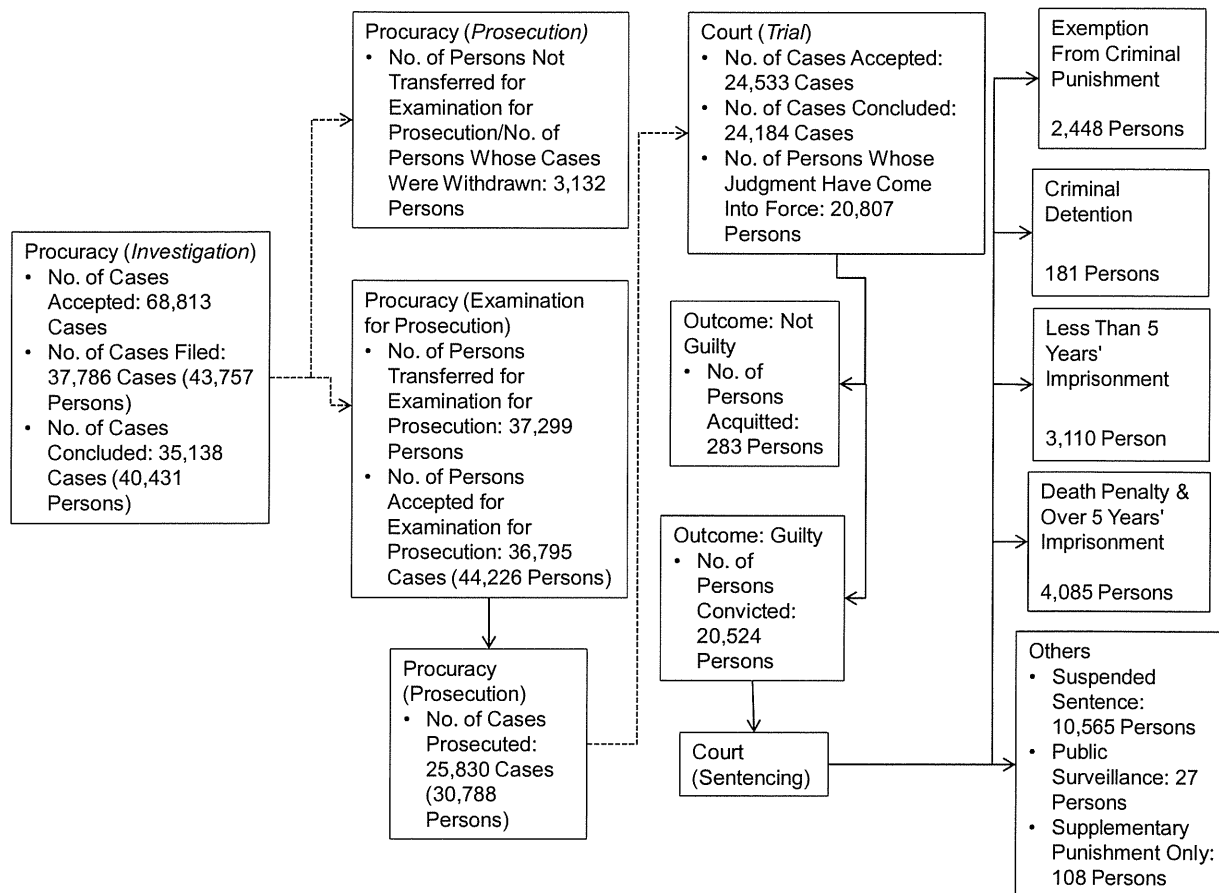 Procuracy (Investigation)
• No. of Cases
Accepted: 68,813
Cases
• No. of Cases Filed:
37,786 Cases (43,757
Persons)
• No. of Cases
Concluded: 35,138
Cases (40,431
Persons)
Procuracy (Prosecution)
• No. of Persons Not
Transferred for
Examination for
Prosecution/No. of
Persons Whose Cases
Were Withdrawn: 3,132
Persons
Procuracy (Examination
for Prosecution)
• No. of Persons
Transferred for
Examination for
Prosecution: 37,299
Persons
• No. of Persons
Accepted for
Examination for
Prosecution: 36,795
Cases (44,226 Persons)
Procuracy
(Prosecution)
• No. of Cases
Prosecuted:
25,830 Cases
(30,788
Persons)
Court (Trial)
• No. of Cases Accepted:
24,533 Cases
• No. of Cases Concluded:
24,184 Cases
• No. of Persons Whose
Judgment Have Come
Into Force: 20,807
Persons
Outcome: Not
Guilty
• No. of
Persons
Acquitted:
283 Persons
Outcome: Guilty
• No. of
Persons
Convicted:
20,524
Persons
Court
(Sentencing)
Exemption
From Criminal
Punishment
2,448 Persons
Criminal
Detention
181 Persons
Less Than 5
Years'
Imprisonment
3,110 Person
Death Penalty &
Over 5 Years'
Imprisonment
4,085 Persons
Others
• Suspended
Sentence:
10,565 Persons
• Public
Surveillance: 27
Persons
• Supplementary
Punishment Only:
108 Persons